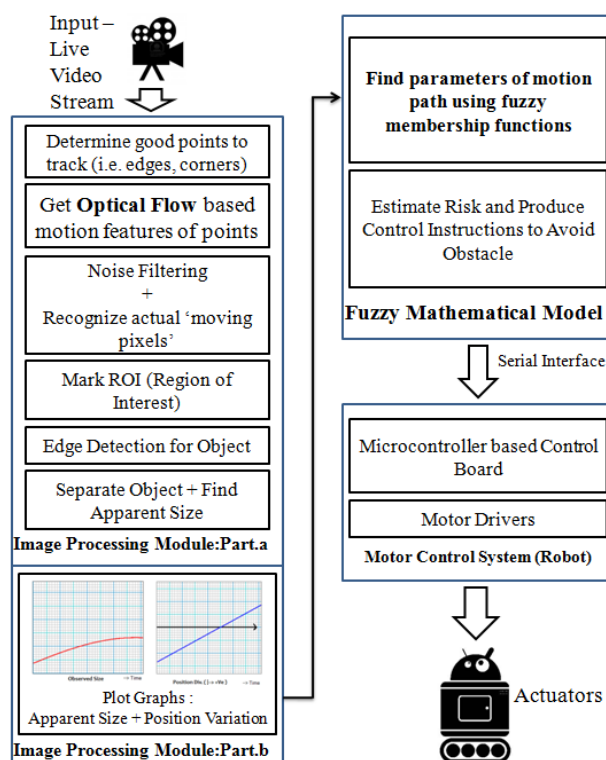 Input –
Live
Video
Stream
Determine good points to
track (i.e. edges, corners)
Get Optical Flow based
motion features of points
Noise Filtering
+
Recognize actual ‘moving
pixels’
Mark ROI (Region of
Interest)
Edge Detection for Object
Separate Object + Find
Apparent Size
Image Processing Module:Part.a
Observed Size
→ Time
Position Div. [ ]-> +Ve )
→ Time
Plot Graphs :
Apparent Size + Position Variation
Image Processing Module:Part.b
Find parameters of motion
path using fuzzy
membership functions
Estimate Risk and Produce
Control Instructions to Avoid
Obstacle
Fuzzy Mathematical Model
Serial Interface
Microcontroller based Control
Board
Motor Drivers
Motor Control System (Robot)
Actuators